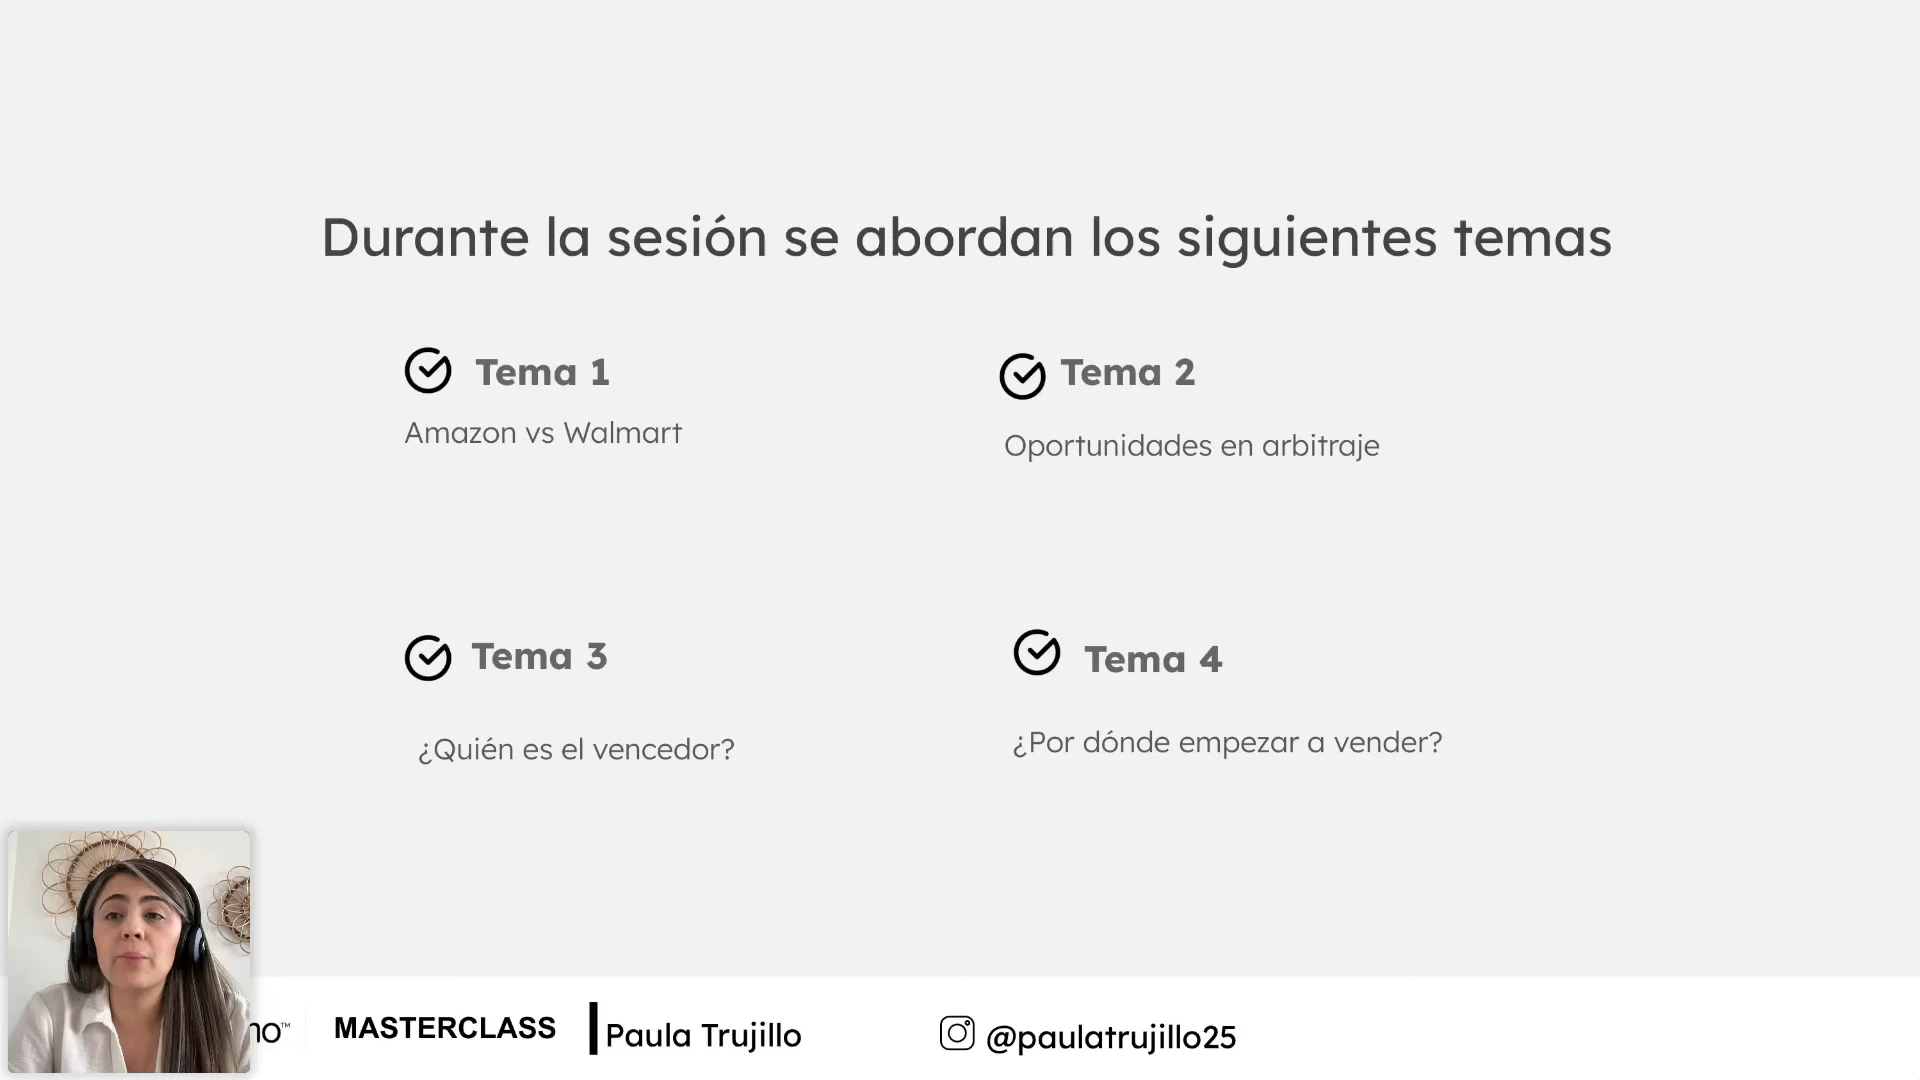 Durante la sesión se abordan los siguientes temas
Tema 1
Amazon vs Walmart
Tema 2
Oportunidades en arbitraje
Tema 3
¿Quién es el vencedor?
Tema 4
¿Por dónde empezar a vender?
MASTERCLASS
Paula Trujillo
@paulatrujillo25